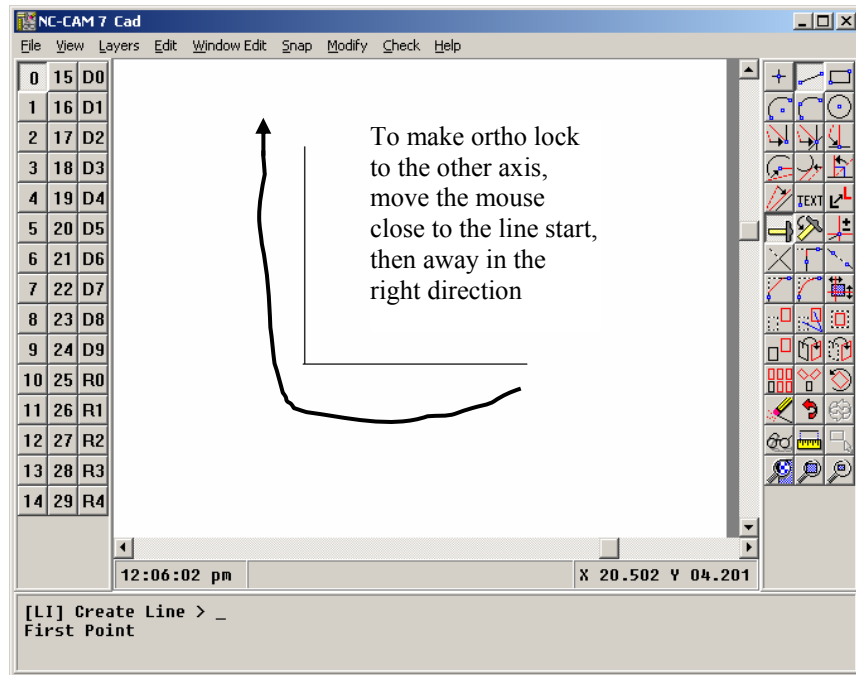 NC-CAM 7 Cad
File View Layers Edit Window Edit Snap Modify Check Help
0 15 D0
1 16 D1
2 17 D2
3 18 D3
4 19 D4
5 20 D5
6 21 D6
7 22 D7
8 23 D8
9 24 D9
10 25 R0
11 26 R1
12 27 R2
13 28 R3
14 29 R4
To make ortho lock
to the other axis,
move the mouse
close to the line start,
then away in the
right direction
TEXT
12:06:02 pm
X 20.502 Y 04.201
[LI] Create Line > _
First Point